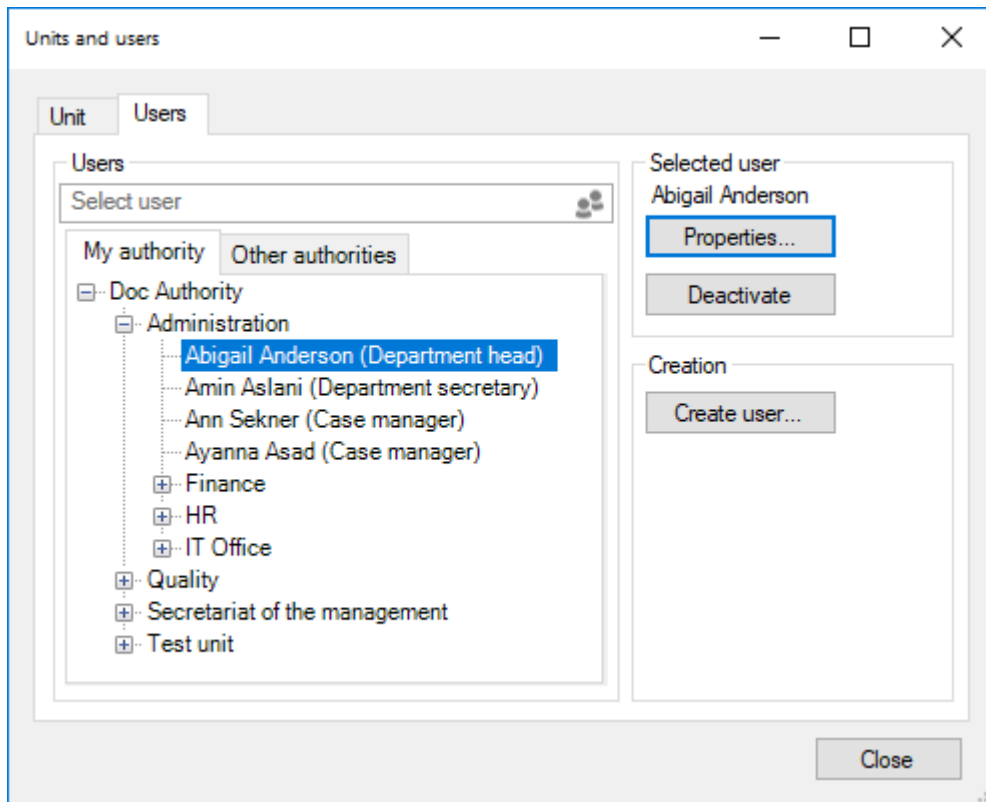 Units and users
Unit
Users
Users
Select user
My authority
Other authorities
Doc Authority
Administration
Abigail Anderson (Department head)
Amin Aslani (Department secretary)
Ann Sekner (Case manager)
Ayanna Asad (Case manager)
Finance
HR
IT Office
Quality
Secretariat of the management
Test unit
Selected user
Abigail Anderson
Properties...
Deactivate
Creation
Create user...
Close